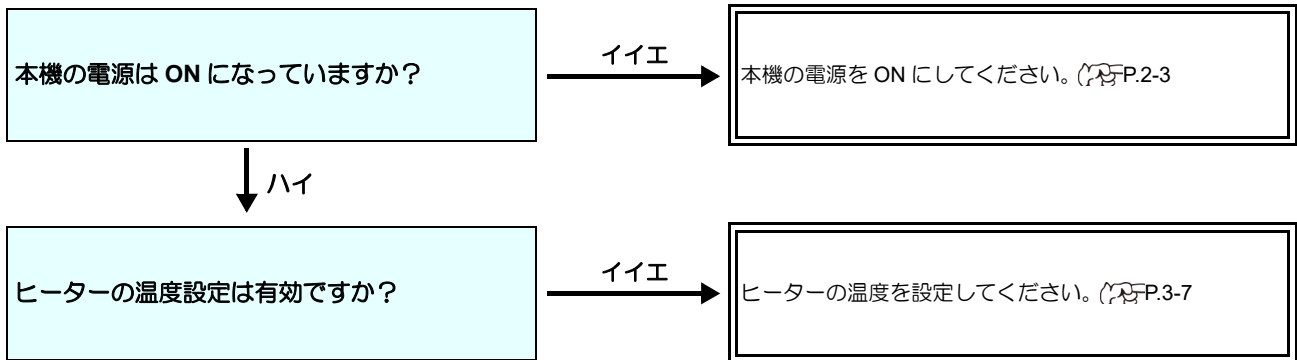 本機の電源は ON になっていますか?
イイエ
本機の電源を ON にしてください。(P.2-3
ハイ
ヒーターの温度設定は有効ですか?
イイエ
ヒーターの温度を設定してください。(P.3-7